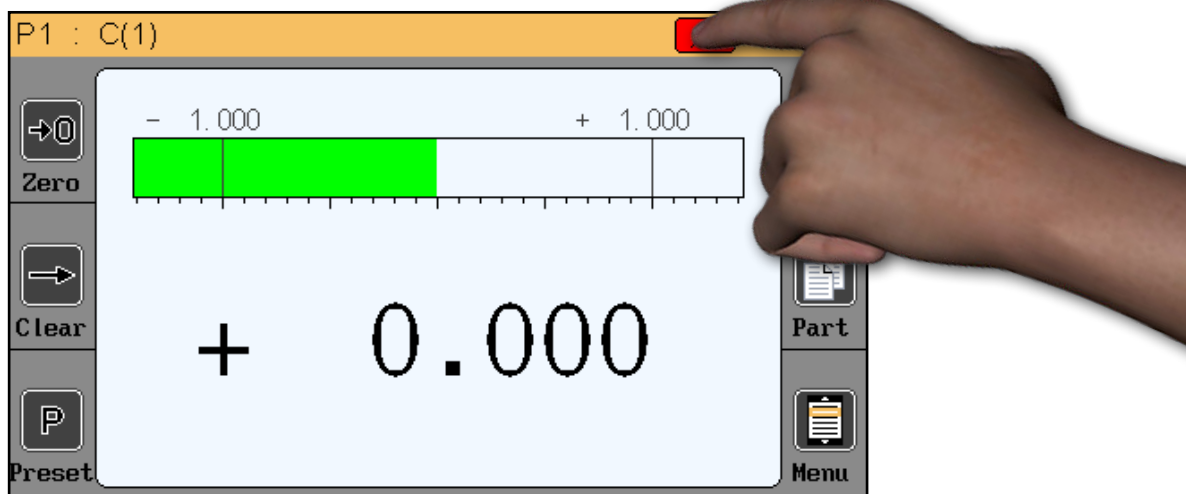 P1 : C(1)
- 1.000 + 1.000
Zero
Clear
+ 0.000
Part
P
Preset
Menu